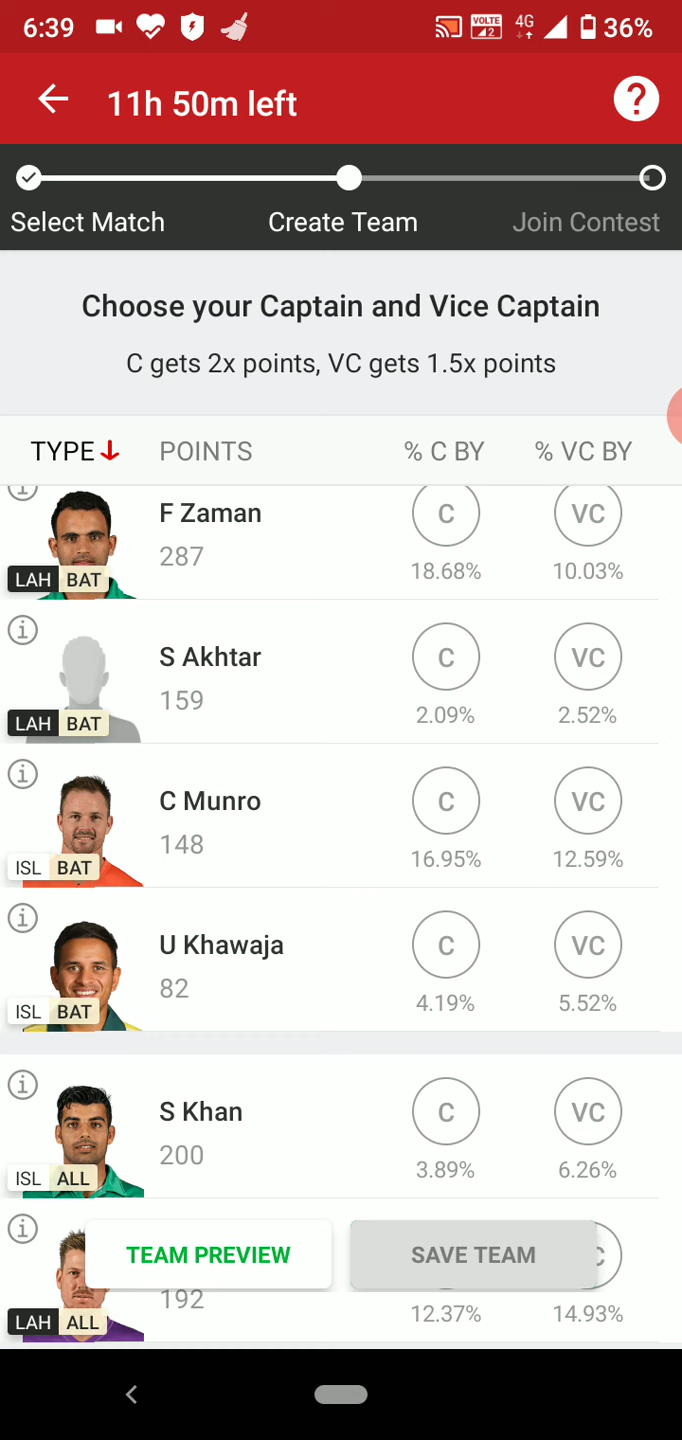 6:39 VOLTE 2 4G 36%
11h 50m left ?
Select Match Create Team Join Contest
Choose your Captain and Vice Captain
C gets 2x points, VC gets 1.5x points
TYPE POINTS % C BY % VC BY
F Zaman C VC
287 18.68% 10.03%
LAH BAT
S Akhtar C VC
159 2.09% 2.52%
LAH BAT
C Munro C VC
148 16.95% 12.59%
ISL BAT
U Khawaja C VC
82 4.19% 5.52%
ISL BAT
S Khan C VC
200 3.89% 6.26%
ISL ALL
TEAM PREVIEW SAVE TEAM
192 12.37% 14.93%
LAH ALL